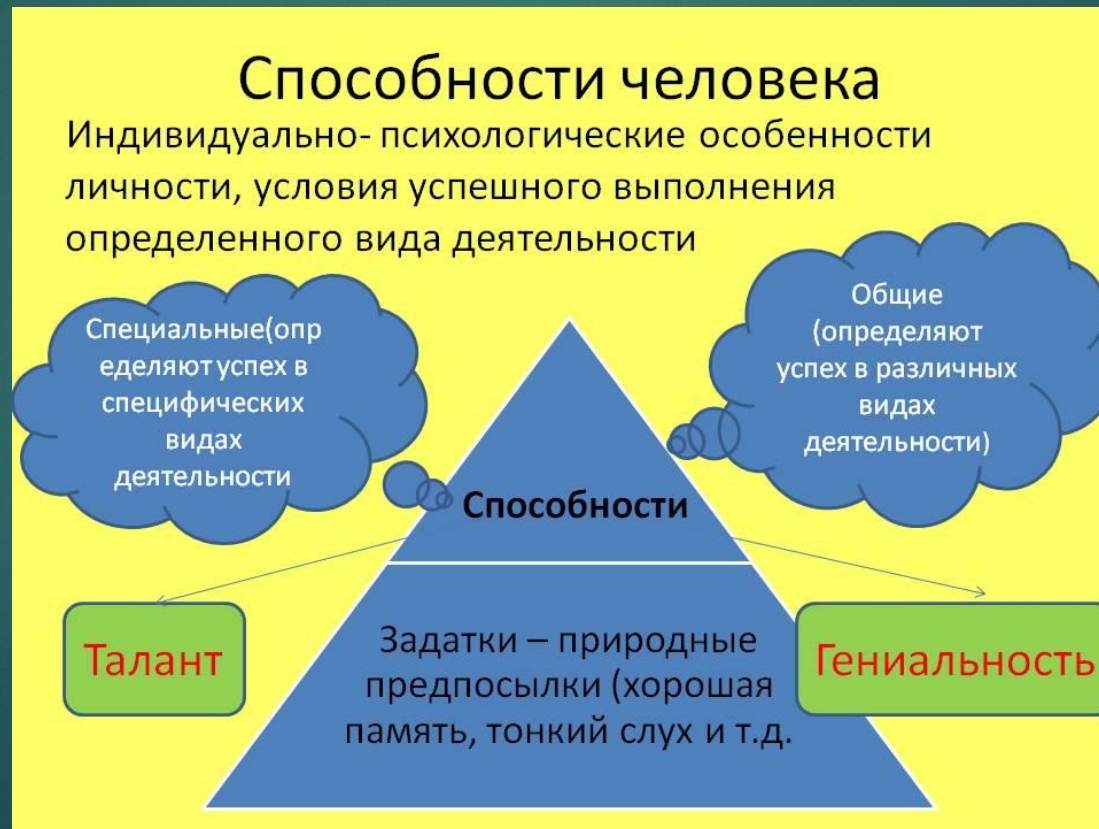 Способности человека
Индивидуально- психологические особенности
личности, условия успешного выполнения
определенного вида деятельности
Специальные(опр
еделяют успех в
специфических
видах
деятельности
Общие
(определяют
успех в различных
видах
деятельности)
Способности
Талант
Задатки – природные
предпосылки (хорошая
память, тонкий слух и т.д.
Гениальность